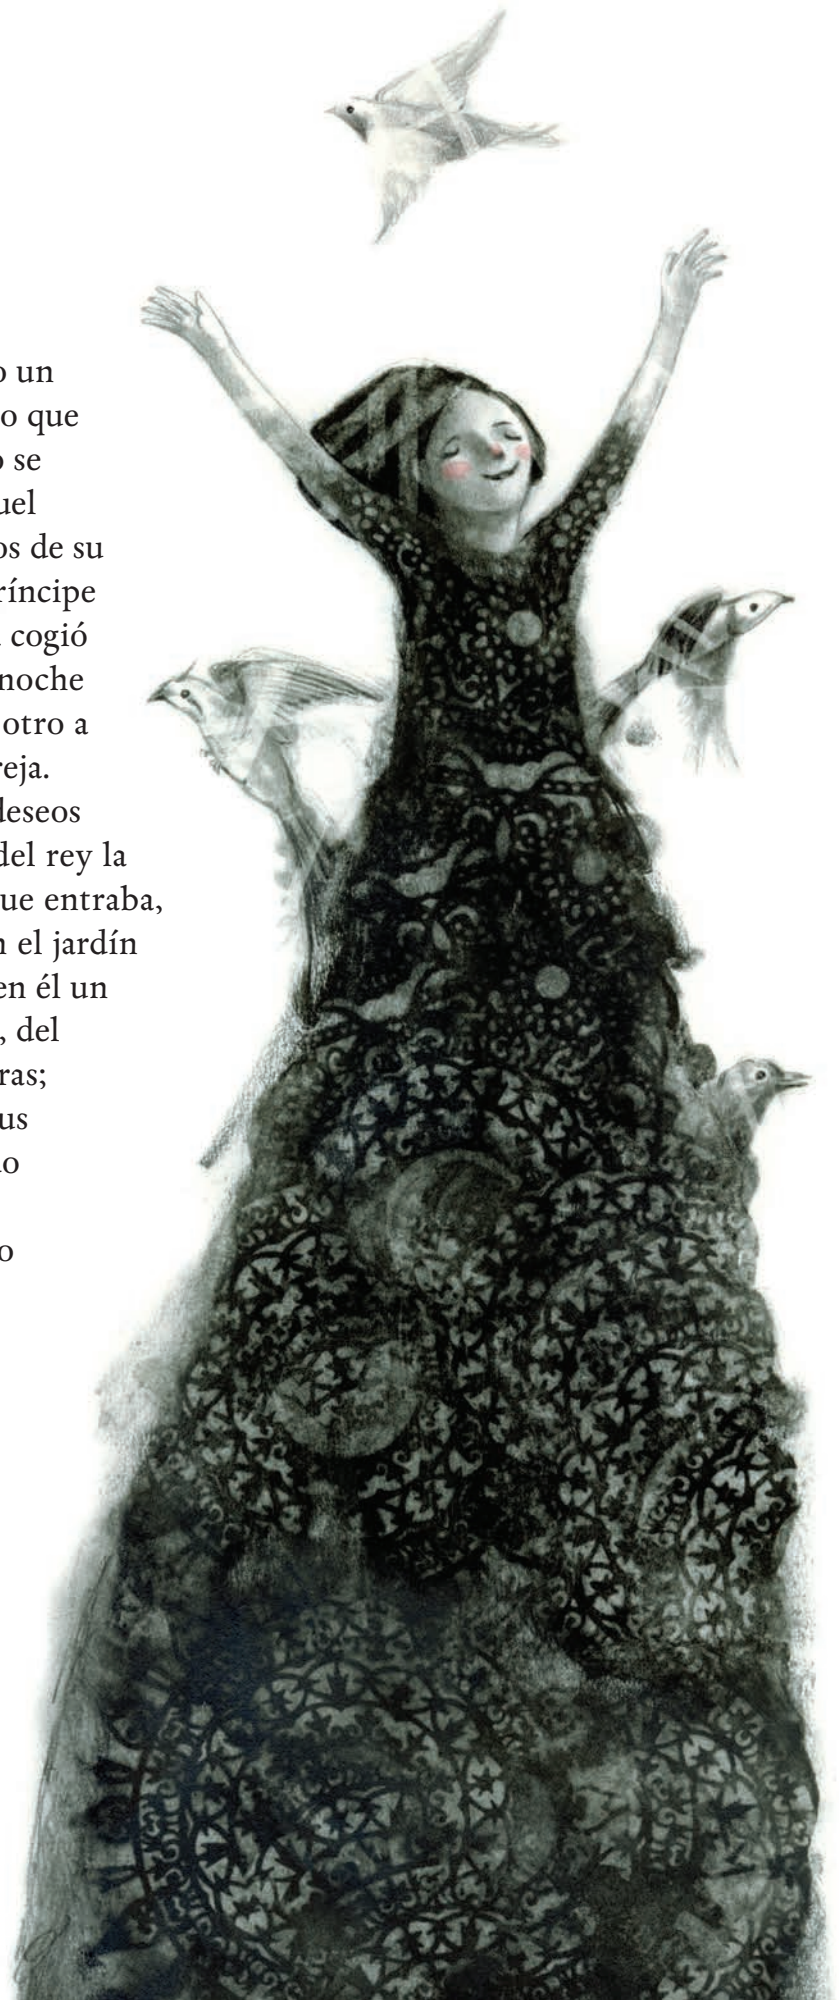 o un
o que
o se
uel
os de su
ríncipe
cogió
noche
otro a
reja.
deseos
del rey la
ue entraba,
n el jardín
en él un
, del
ras;
us
o
o